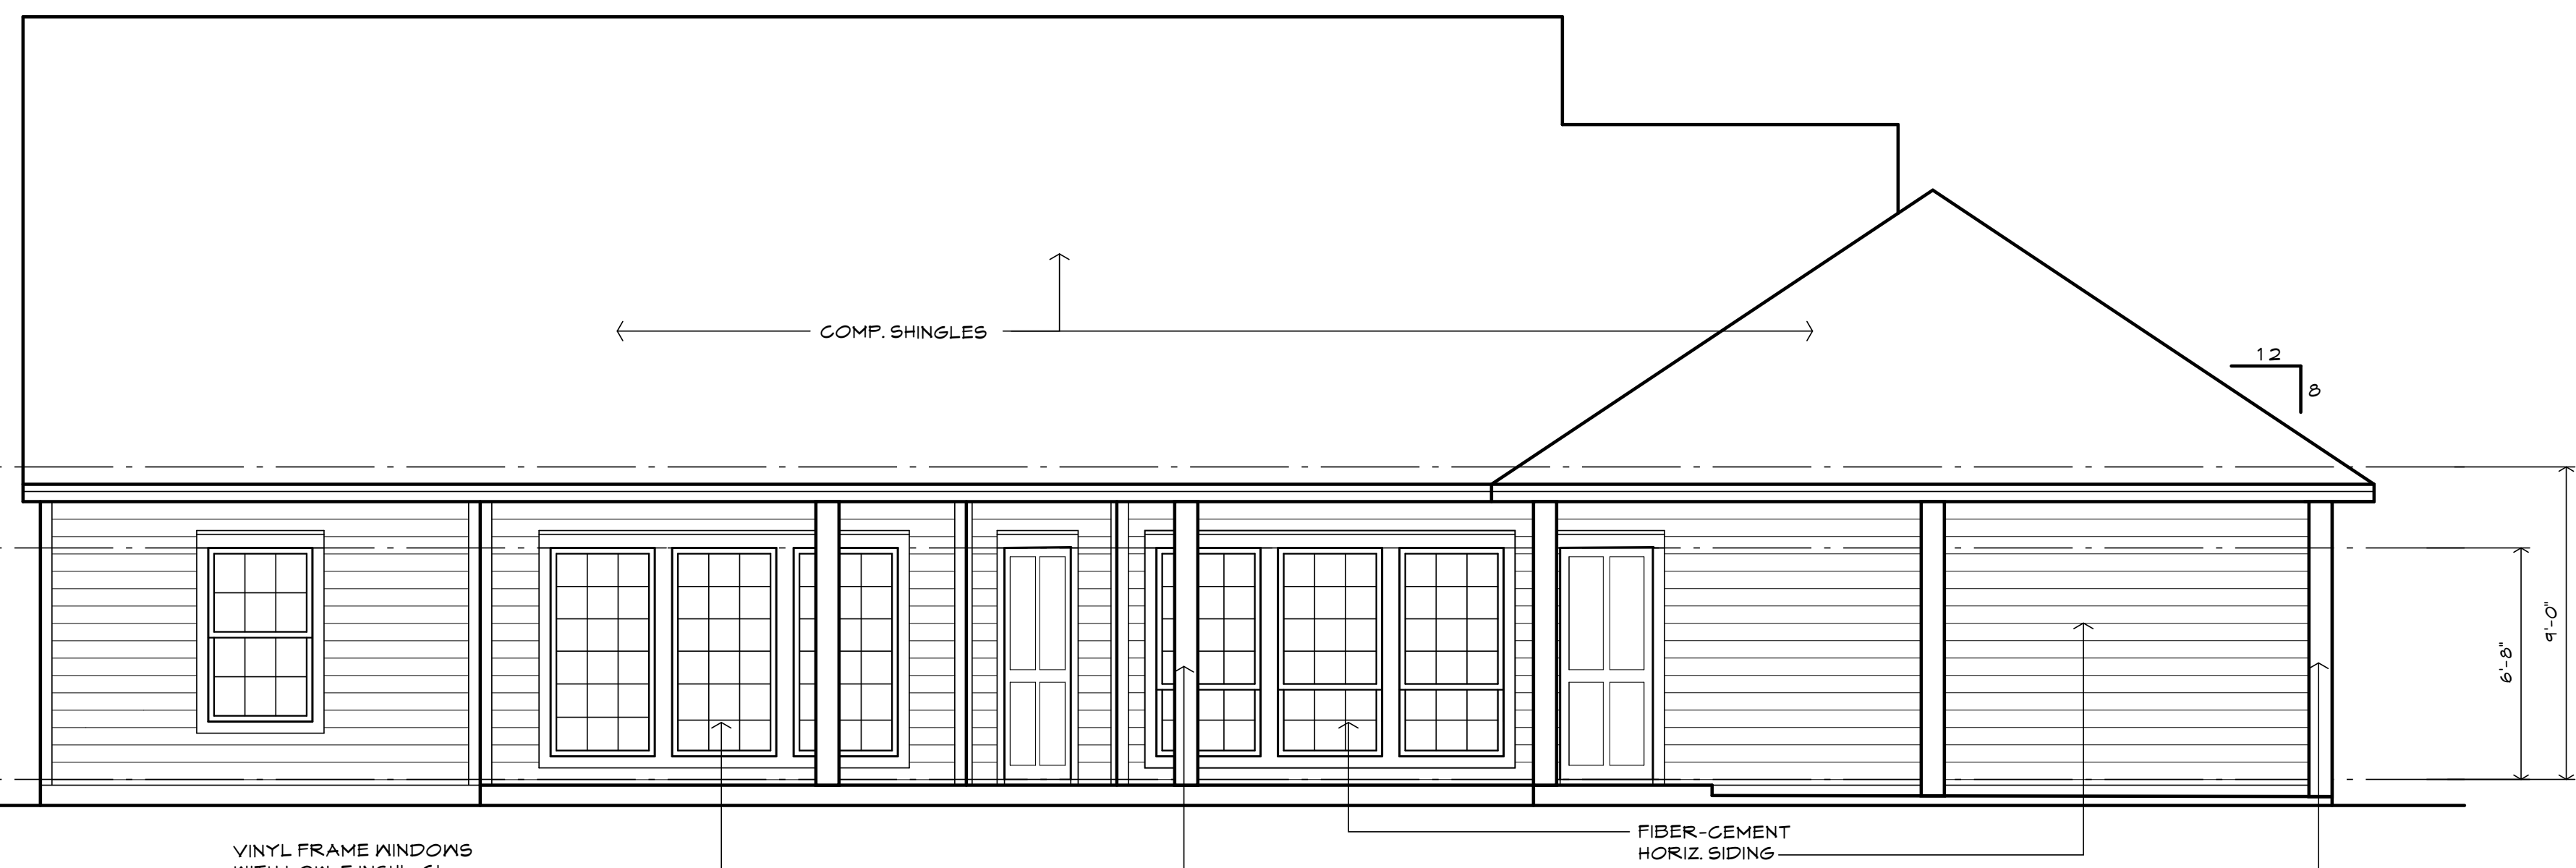 COMP. SHINGLES
12
8
9'-0"
6'-8"
FIBER-CEMENT
HORIZ. SIDING
VINYL FRAME WINDOWS